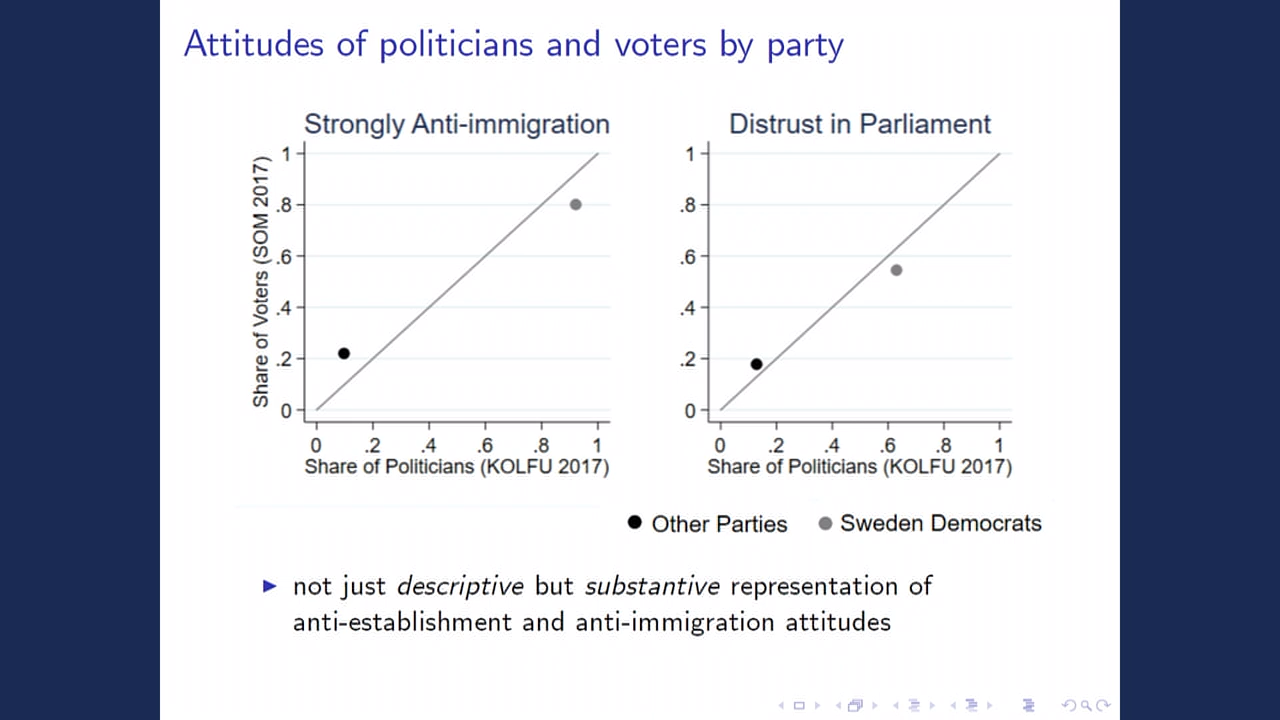 Attitudes of politicians and voters by party
Strongly Anti-immigration
Share of Voters (SOM 2017)
1
.8
.6
.4
.2
0
0 .2 .4 .6 .8 1
Share of Politicians (KOLFU 2017)
Distrust in Parliament
1
.8
.6
.4
.2
0
0 .2 .4 .6 .8 1
Share of Politicians (KOLFU 2017)
Other Parties Sweden Democrats
not just descriptive but substantive representation of
anti-establishment and anti-immigration attitudes